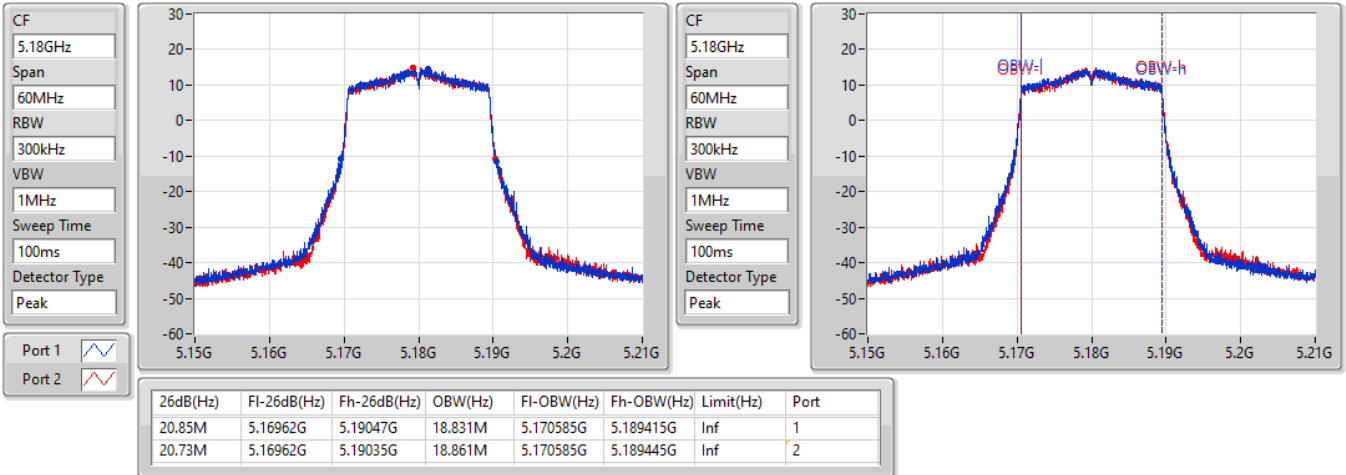 CF
5.18GHz
Span
60MHz
RBW
300kHz
VBW
1MHz
Sweep Time
100ms
Detector Type
Peak
30
20
10
0
-10
-20
-30
-40
-50
-60
5.15G 5.16G 5.17G 5.18G 5.19G 5.2G 5.21G
CF
5.18GHz
Span
60MHz
RBW
300kHz
VBW
1MHz
Sweep Time
100ms
Detector Type
Peak
30
20
10
0
-10
-20
-30
-40
-50
-60
OBW-l OBW-h
5.15G 5.16G 5.17G 5.18G 5.19G 5.2G 5.21G
Port 1
Port 2
26dB(Hz) Fl-26dB(Hz) Fh-26dB(Hz) OBW(Hz) Fl-OBW(Hz) Fh-OBW(Hz) Limit(Hz) Port
20.85M 5.16962G 5.19047G 18.831M 5.170585G 5.189415G Inf 1
20.73M 5.16962G 5.19035G 18.861M 5.170585G 5.189445G Inf 2